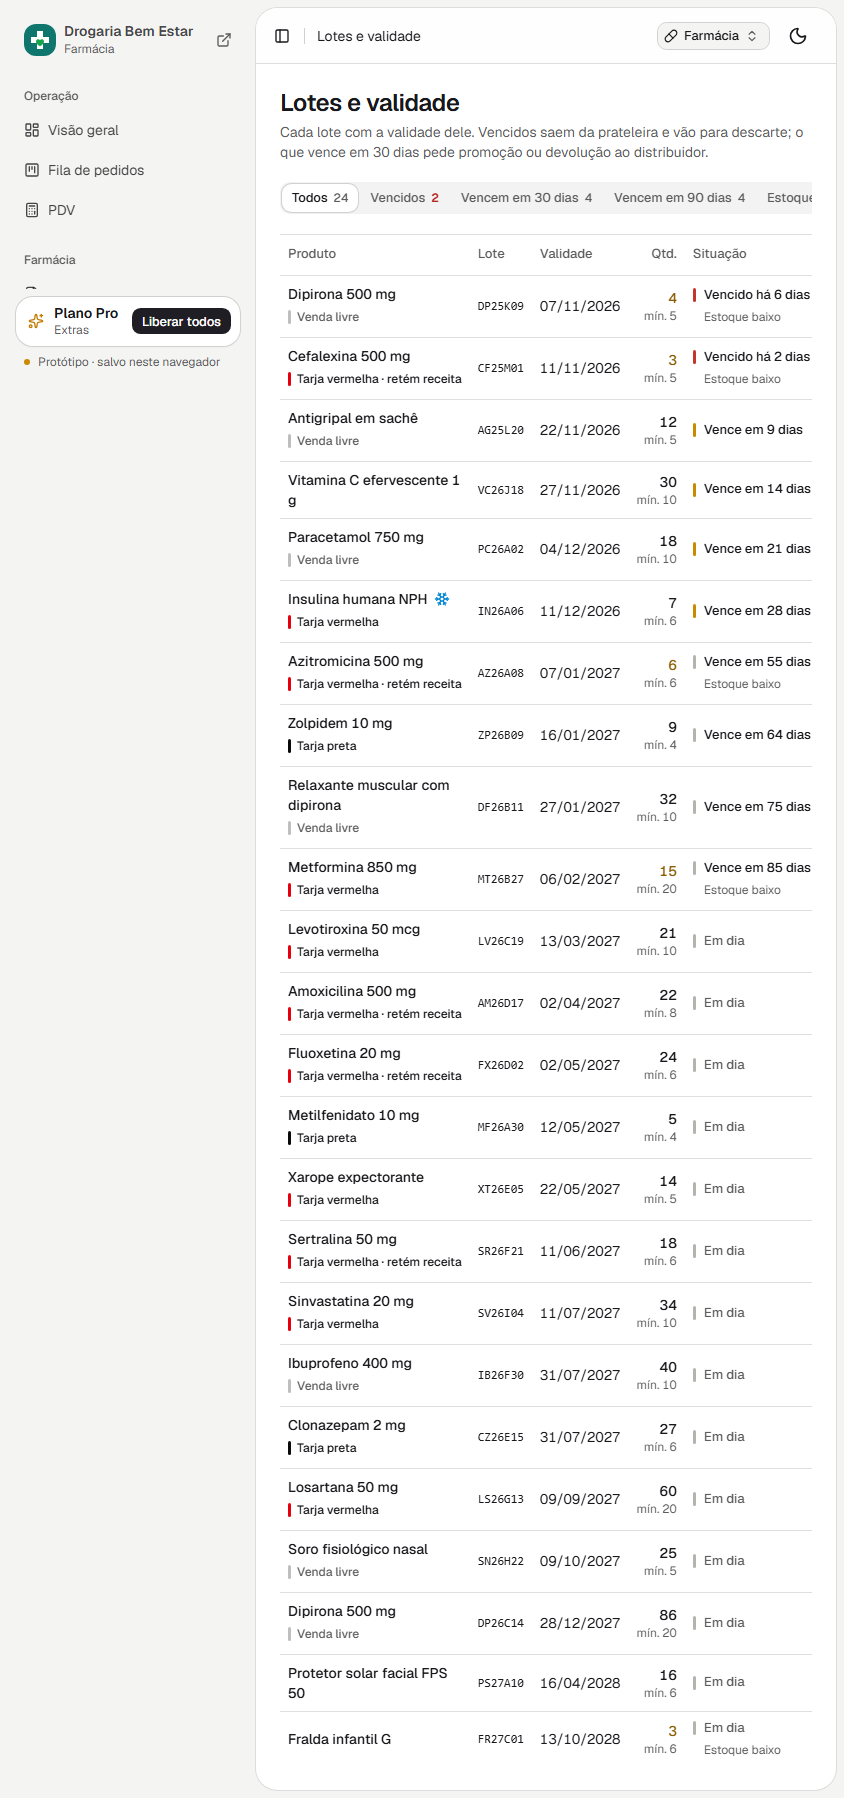 Drogaria Bem Estar
Farmácia
Operação
Visão geral
Fila de pedidos
PDV
Farmácia
Plano Pro
Extras
Liberar todos
Protótipo · salvo neste navegador
Lotes e validade
Farmácia
Lotes e validade
Cada lote com a validade dele. Vencidos saem da prateleira e vão para descarte; o
que vence em 30 dias pede promoção ou devolução ao distribuidor.
Todos 24 Vencidos 2 Vencem em 30 dias 4 Vencem em 90 dias 4 Estoque
Produto Lote Validade Qtd. Situação
Dipirona 500 mg DP25K09 07/11/2026 4 Vencido há 6 dias
Venda livre mín. 5 Estoque baixo
Cefalexina 500 mg CF25M01 11/11/2026 3 Vencido há 2 dias
Tarja vermelha · retém receita mín. 5 Estoque baixo
Antigripal em sachê AG25L20 22/11/2026 12 Vence em 9 dias
Venda livre mín. 5
Vitamina C efervescente 1 VC26J18 27/11/2026 30 Vence em 14 dias
g mín. 10
Paracetamol 750 mg PC26A02 04/12/2026 18 Vence em 21 dias
Venda livre mín. 10
Insulina humana NPH IN26A06 11/12/2026 7 Vence em 28 dias
Tarja vermelha mín. 6
Azitromicina 500 mg AZ26A08 07/01/2027 6 Vence em 55 dias
Tarja vermelha · retém receita mín. 6 Estoque baixo
Zolpidem 10 mg ZP26B09 16/01/2027 9 Vence em 64 dias
Tarja preta mín. 4
Relaxante muscular com DF26B11 27/01/2027 32 Vence em 75 dias
dipirona mín. 10
Venda livre
Metformina 850 mg MT26B27 06/02/2027 15 Vence em 85 dias
Tarja vermelha mín. 20 Estoque baixo
Levotiroxina 50 mcg LV26C19 13/03/2027 21 Em dia
Tarja vermelha mín. 10
Amoxicilina 500 mg AM26D17 02/04/2027 22 Em dia
Tarja vermelha · retém receita mín. 8
Fluoxetina 20 mg FX26D02 02/05/2027 24 Em dia
Tarja vermelha · retém receita mín. 6
Metilfenidato 10 mg MF26A30 12/05/2027 5 Em dia
Tarja preta mín. 4
Xarope expectorante XT26E05 22/05/2027 14 Em dia
Tarja vermelha mín. 5
Sertralina 50 mg SR26F21 11/06/2027 18 Em dia
Tarja vermelha · retém receita mín. 6
Sinvastatina 20 mg SV26I04 11/07/2027 34 Em dia
Tarja vermelha mín. 10
Ibuprofeno 400 mg IB26F30 31/07/2027 40 Em dia
Venda livre mín. 10
Clonazepam 2 mg CZ26E15 31/07/2027 27 Em dia
Tarja preta mín. 6
Losartana 50 mg LS26G13 09/09/2027 60 Em dia
Tarja vermelha mín. 20
Soro fisiológico nasal SN26H22 09/10/2027 25 Em dia
Venda livre mín. 5
Dipirona 500 mg DP26C14 28/12/2027 86 Em dia
Venda livre mín. 20
Protetor solar facial FPS PS27A10 16/04/2028 16 Em dia
50 mín. 6
Fralda infantil G FR27C01 13/10/2028 3 Em dia
mín. 6 Estoque baixo